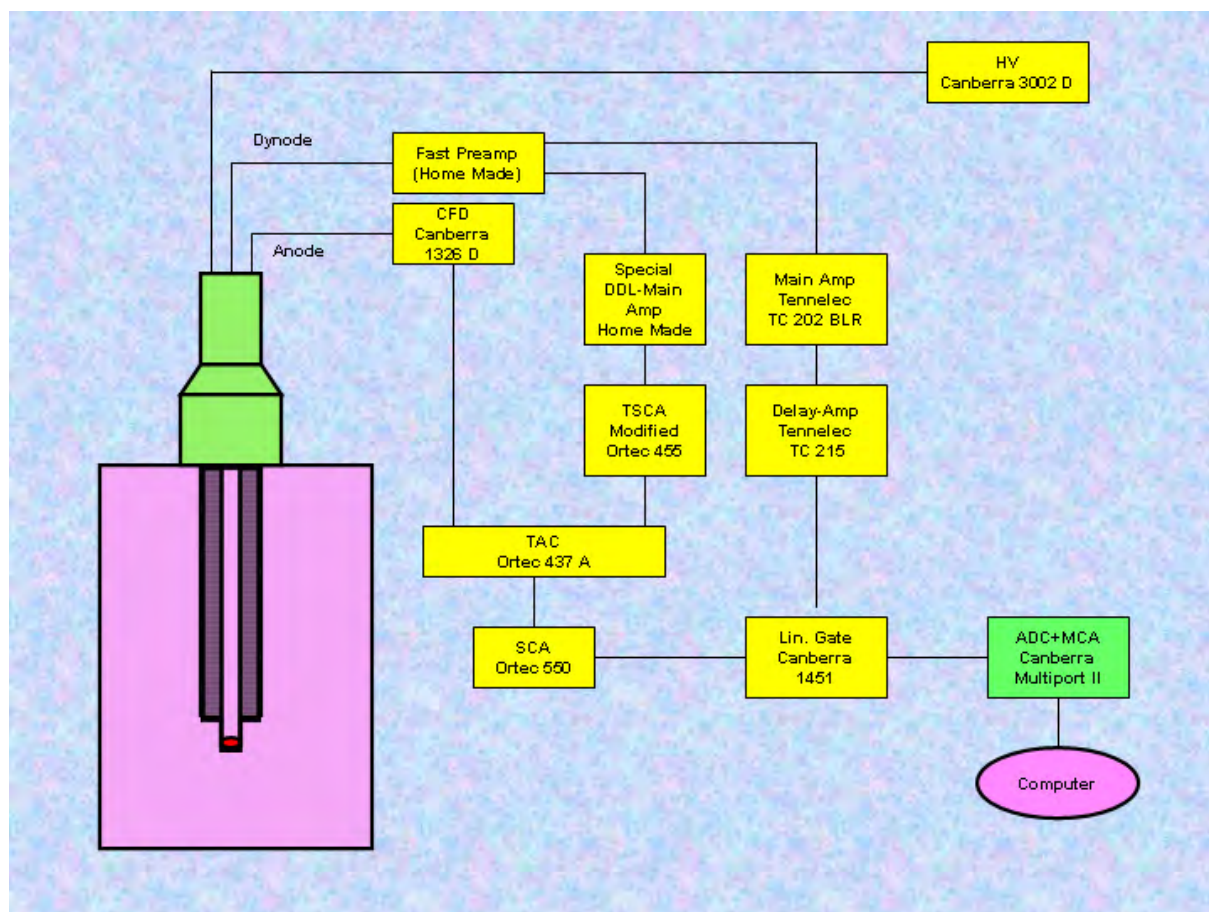 HV
Canberra 3002 D
Dynode
Fast Preamp
(Home Made)
CFD
Canberra
1326 D
Anode
Special
DDL-Main
Amp
Home Made
Main Amp
Tennelec
TC 202 BLR
TSCA
Modified
Ortec 455
Delay-Amp
Tennelec
TC 215
TAC
Ortec 437 A
SCA
Ortec 550
Lin. Gate
Canberra
1451
ADC+MCA
Canberra
Multiport II
Computer